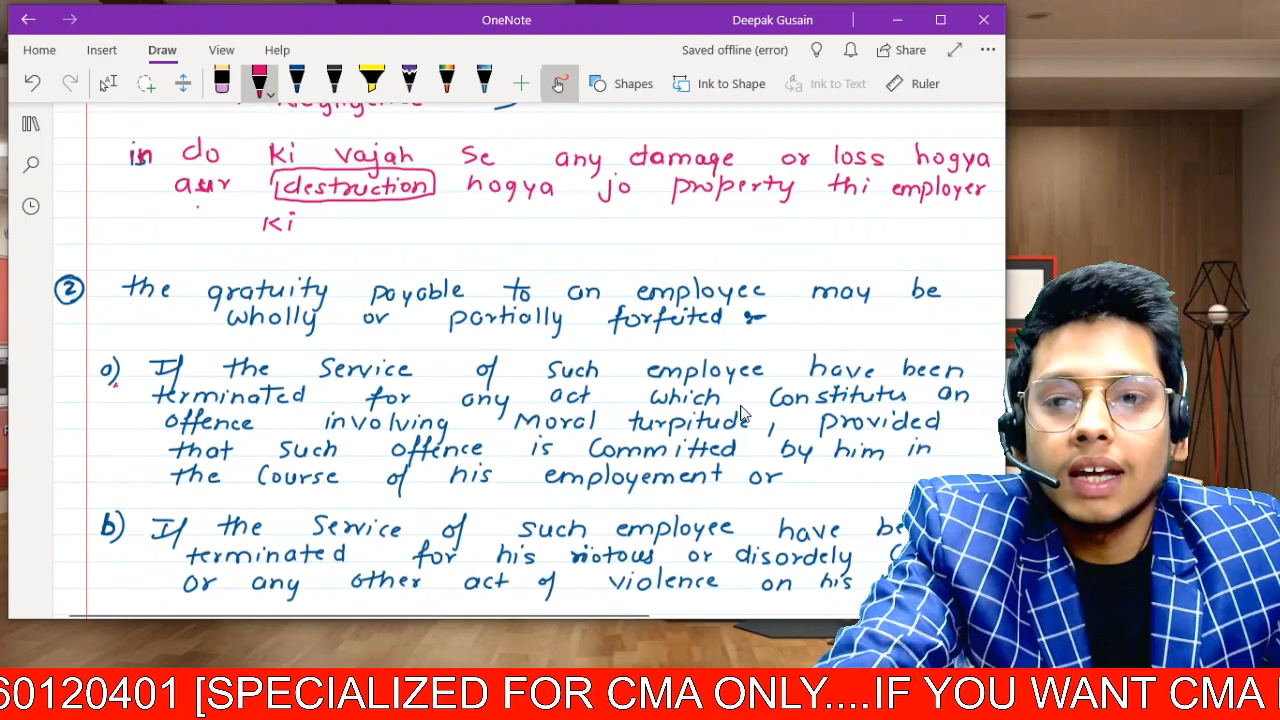 OneNote
Deepak Gusain
Home Insert Draw View Help
Saved offline (error)
Share
Shapes
Ink to Shape
Ink to Text
Ruler
Negligence
in do ki vajah se any damage or loss hogya
aur destruction hogya jo property thi employer
ki
2 the gratuity payable to an employee may be
wholly or partially forfited
a) If the Service of such employee have been
terminated for any act which Constitutes an
offence involving Moral turpitude, provided
that such offence is Committed by him in
the Course of his employement or
b) If the Service of such employee have be
terminated for his riotous or disordely
or any other act of violence on his
60120401 [SPECIALIZED FOR CMA ONLY....IF YOU WANT CMA